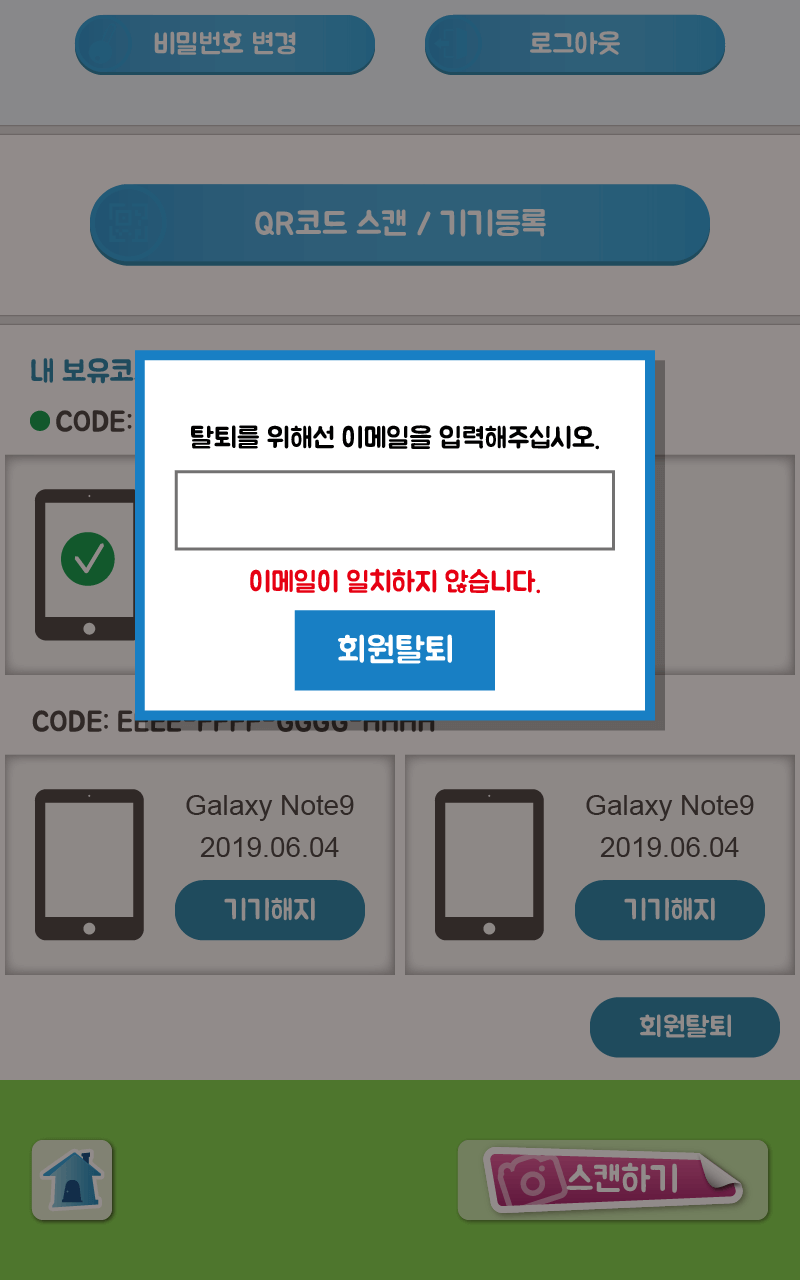 비밀번호 변경
로그아웃
QR코드 스캔 / 기기등록
내 보유코
CODE:
탈퇴를 위해선 이메일을 입력해주십시오.
이메일이 일치하지 않습니다.
회원탈퇴
CODE: EEEE-FFFF-GGGG-HHHH
Galaxy Note9
2019.06.04
기기해지
Galaxy Note9
2019.06.04
기기해지
회원탈퇴
스캔하기